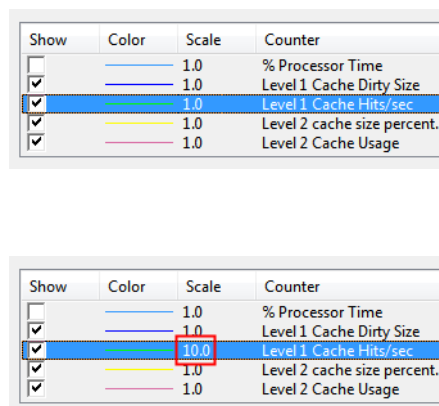 Show Color Scale Counter
1.0 % Processor Time
1.0 Level 1 Cache Dirty Size
1.0 Level 1 Cache Hits/sec
1.0 Level 2 cache size percent.
1.0 Level 2 Cache Usage
Show Color Scale Counter
1.0 % Processor Time
1.0 Level 1 Cache Dirty Size
10.0 Level 1 Cache Hits/sec
1.0 Level 2 cache size percent.
1.0 Level 2 Cache Usage